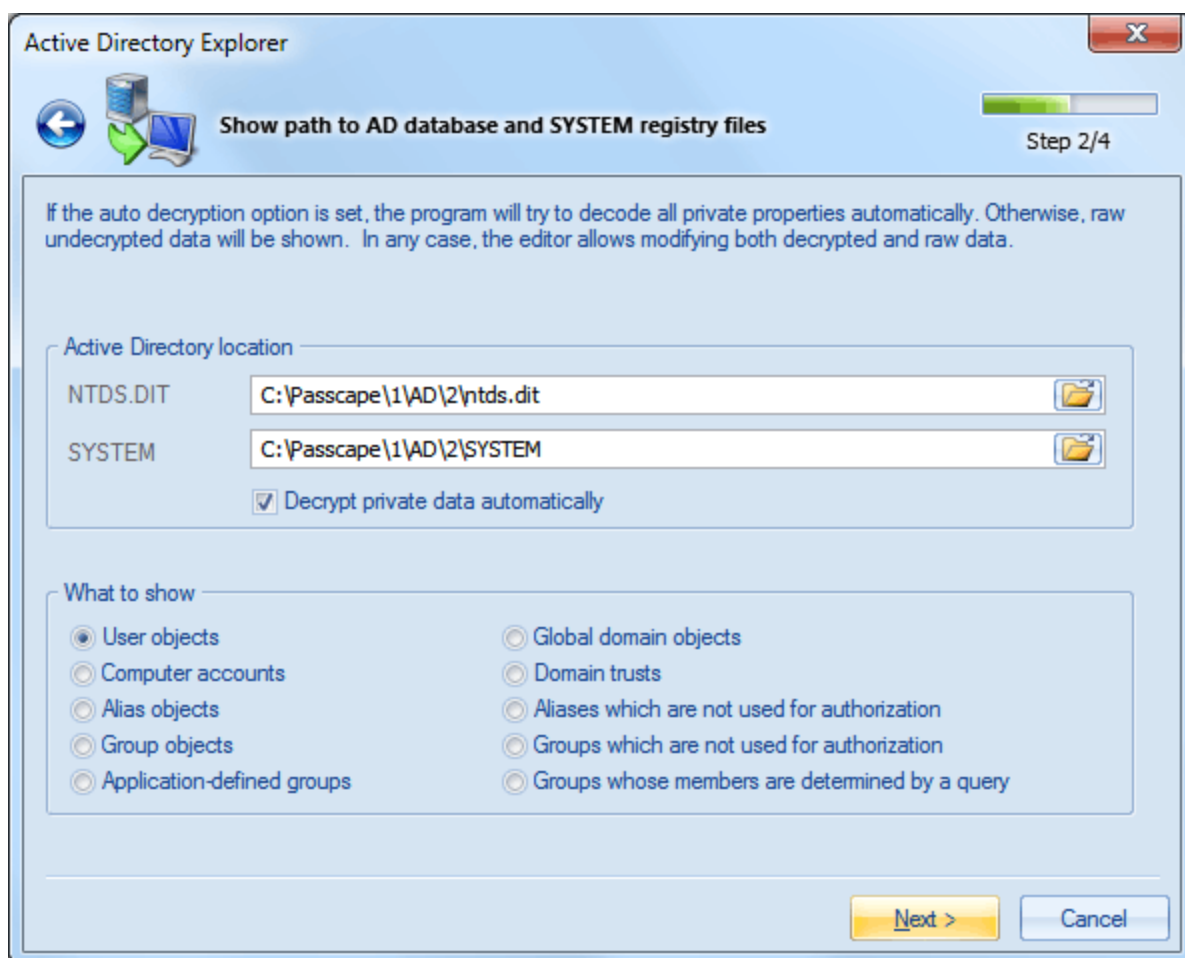 Active Directory Explorer
Show path to AD database and SYSTEM registry files
Step 2/4
If the auto decryption option is set, the program will try to decode all private properties automatically. Otherwise, raw
undecrypted data will be shown.  In any case, the editor allows modifying both decrypted and raw data.
Active Directory location
NTDS.DIT C:\Passcape\1\AD\2\ntds.dit
SYSTEM C:\Passcape\1\AD\2\SYSTEM
Decrypt private data automatically
What to show
User objects Global domain objects
Computer accounts Domain trusts
Alias objects Aliases which are not used for authorization
Group objects Groups which are not used for authorization
Application-defined groups Groups whose members are determined by a query
Next > Cancel